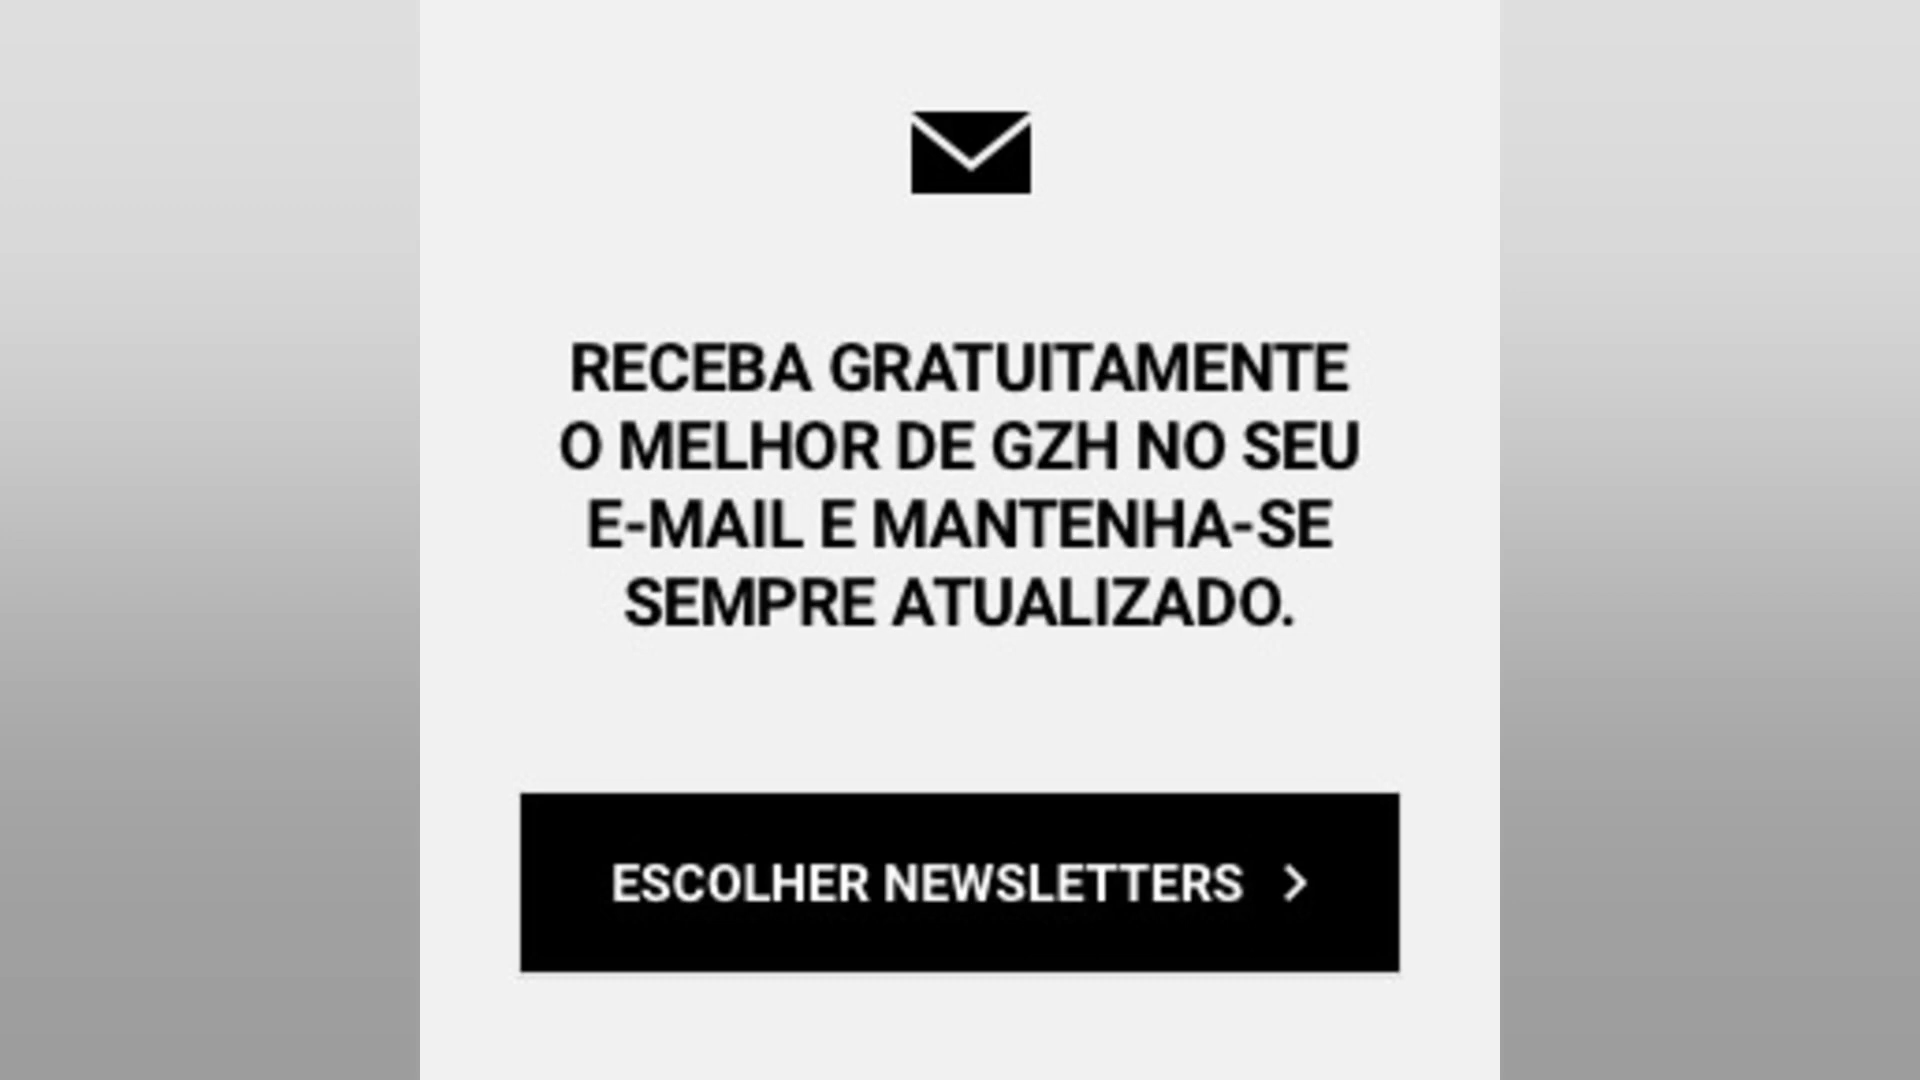 RECEBA GRATUITAMENTE
O MELHOR DE GZH NO SEU
E-MAIL E MANTENHA-SE
SEMPRE ATUALIZADO.
ESCOLHER NEWSLETTERS